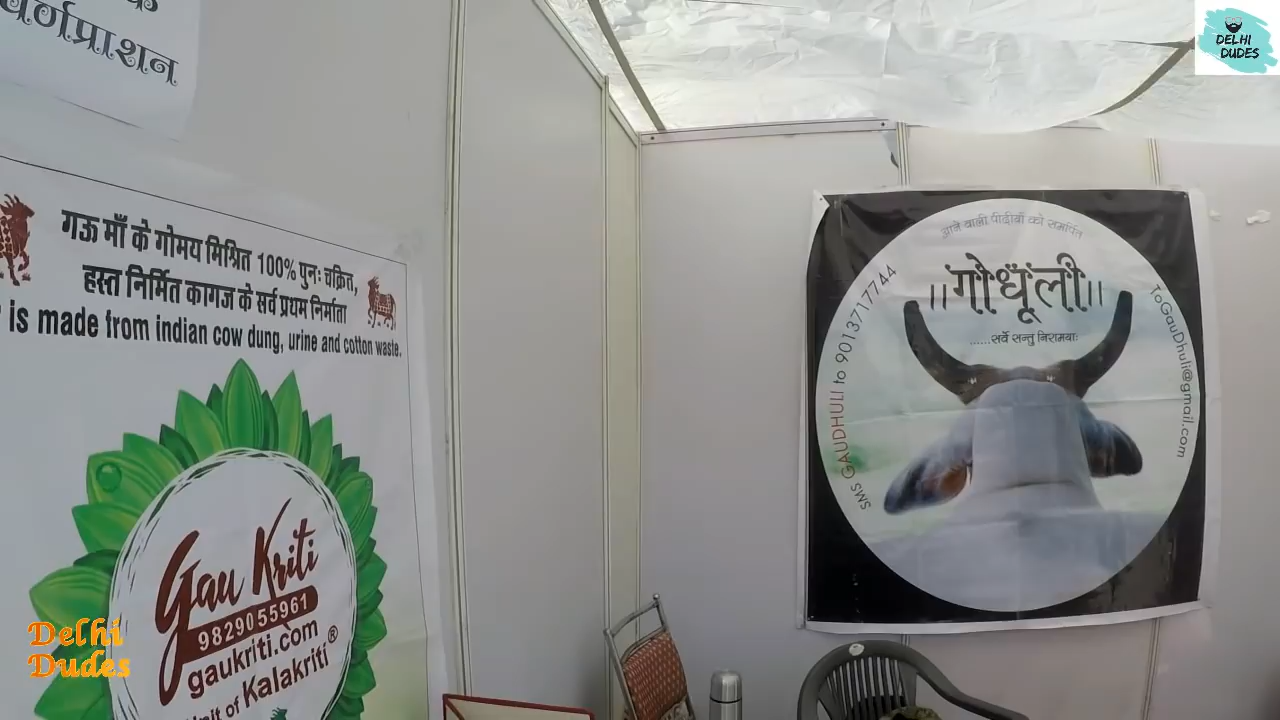 र्णप्राशन
गऊ माँ के गोमय मिश्रित 100% पुनः चक्रित,
हस्त निर्मित कागज के सर्व प्रथम निर्माता
is made from indian cow dung, urine and cotton waste.
Gau Kriti
9829055961
gaukriti.com
®
of Kalakriti
आने वाली पीढ़ीयों को समर्पित
॥गोधूली॥
......सर्वे सन्तु निरामयाः
SMS GAUDHULI to 9013717744
ToGauDhuli@gmail.com
DELHI
DUDES
Delhi
Dudes